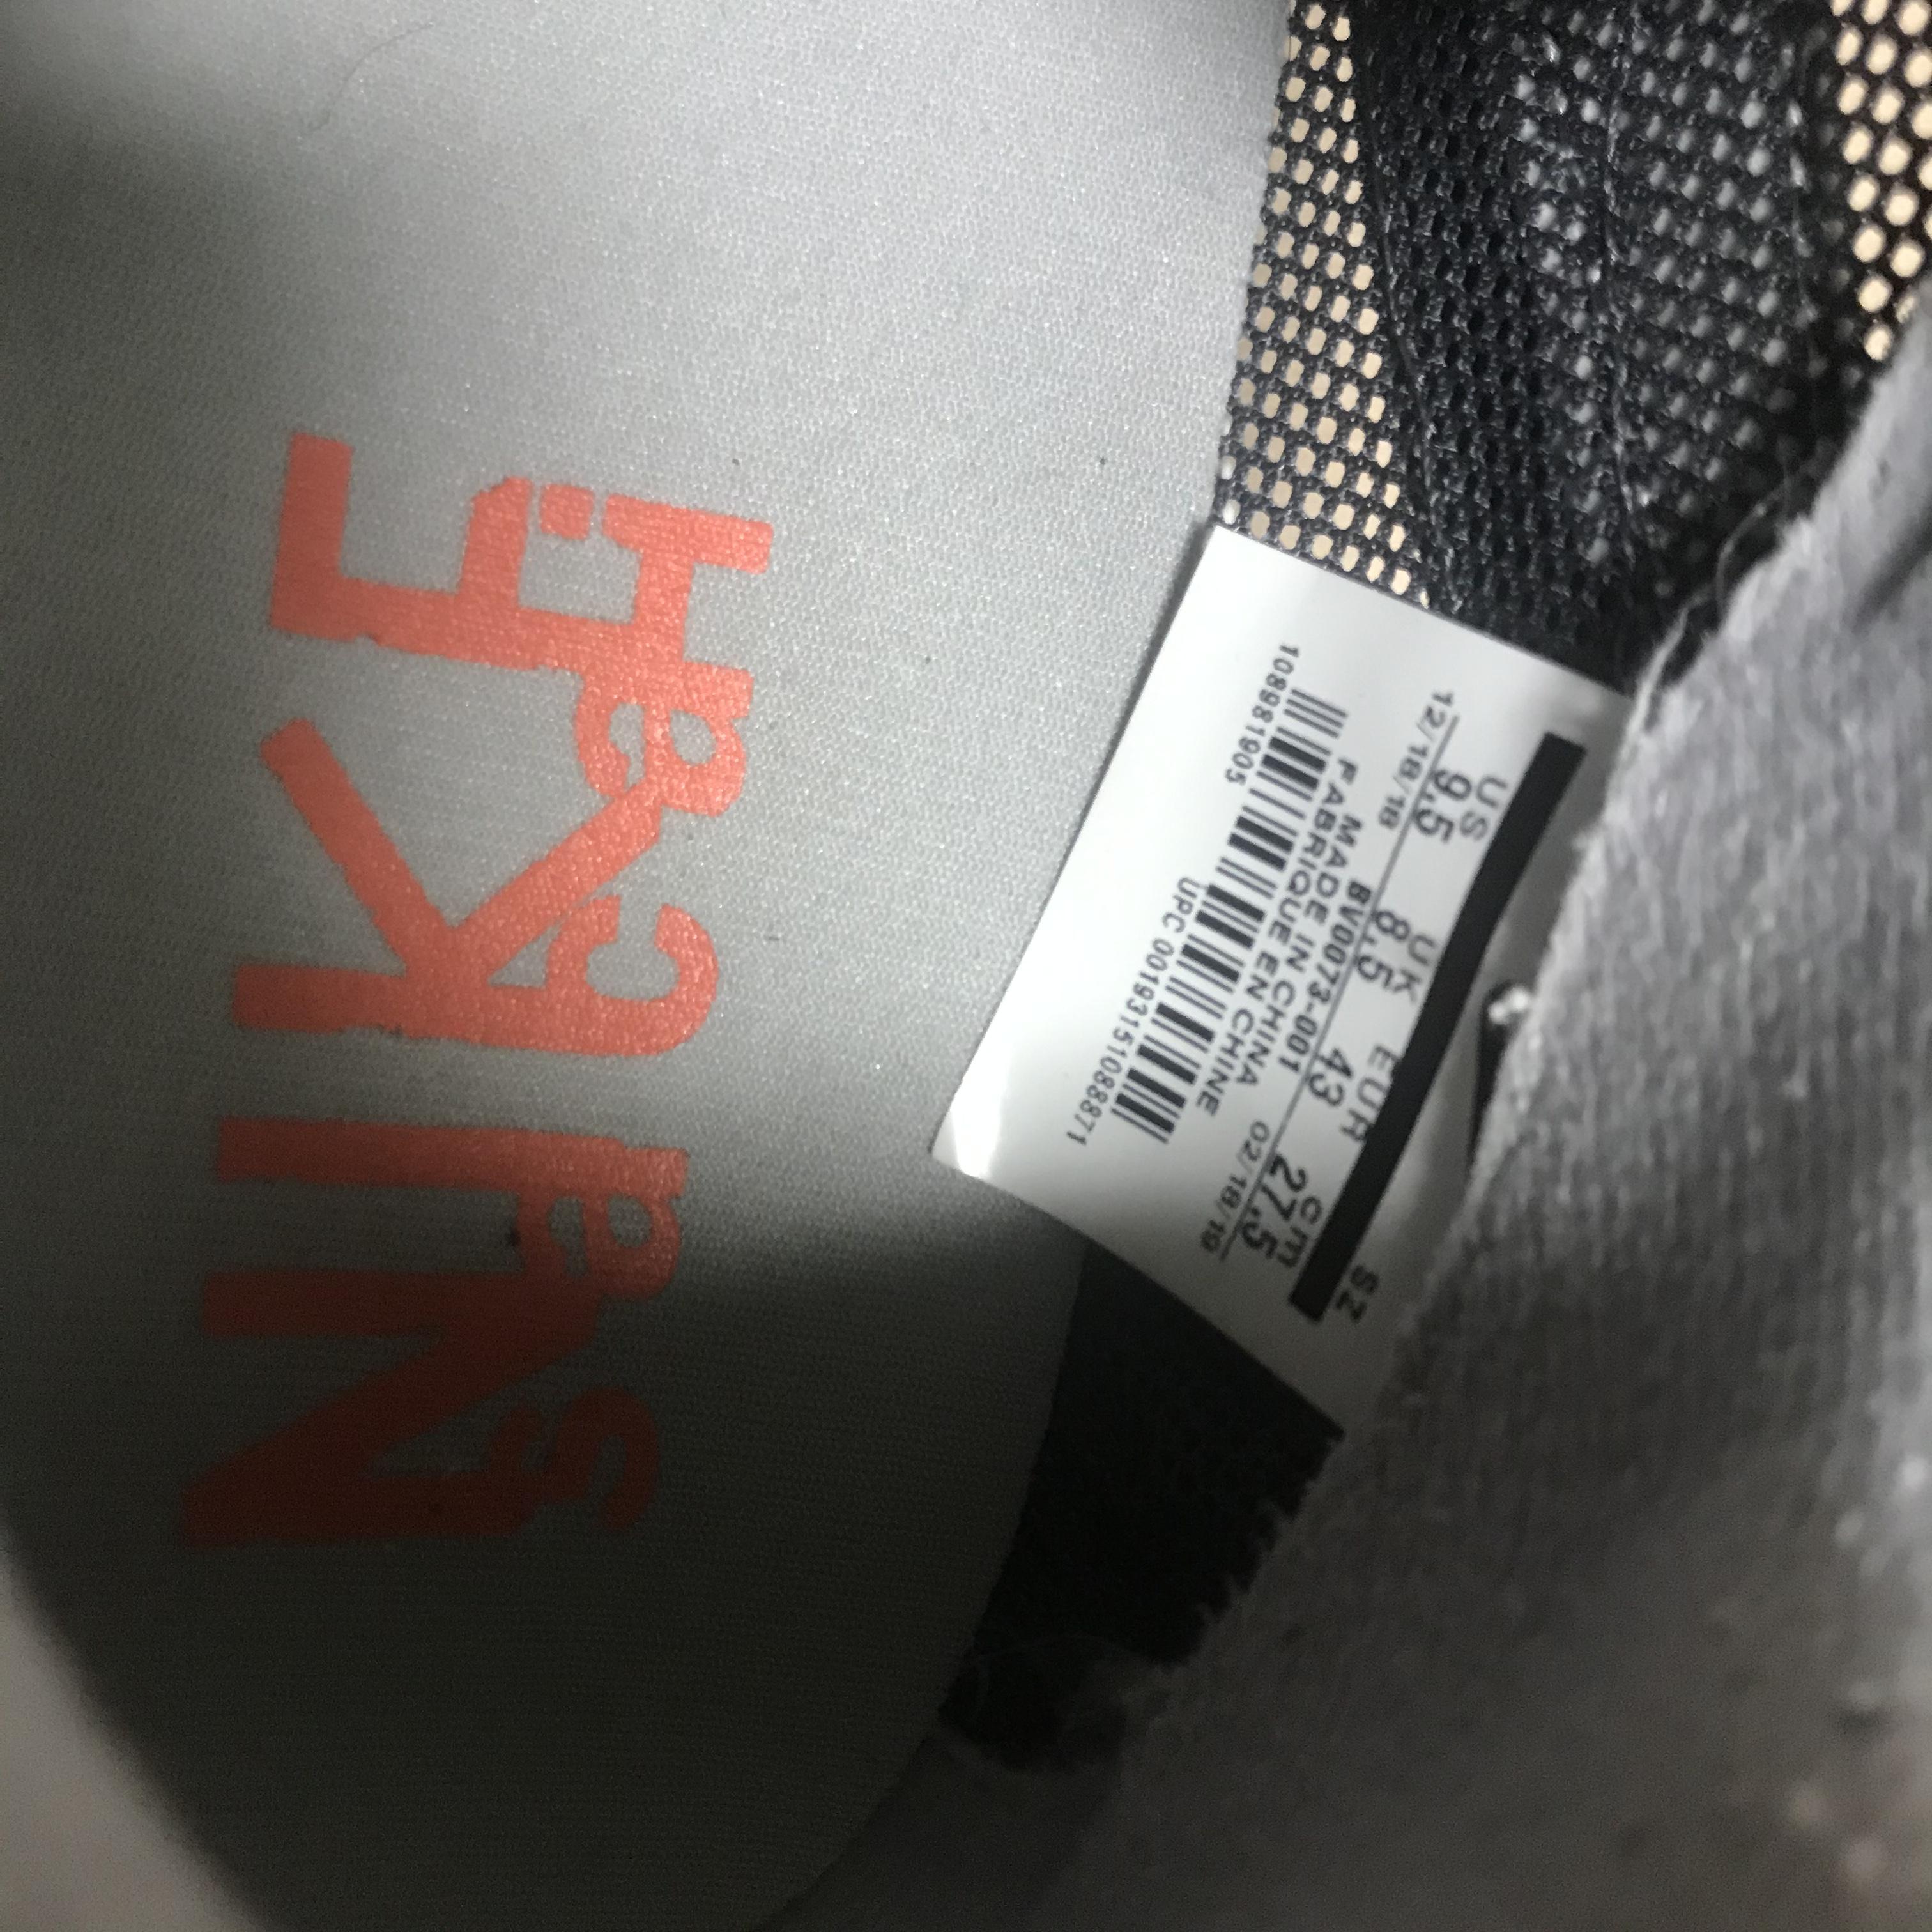 NIKE
sacai
SZ
US UK EUR cm
9.5 8.5 43 27.5
12/18/18 BV0073-001 02/18/19
MADE IN CHINA
FABRIQUE EN CHINE
108981905
UPC 00193151088871